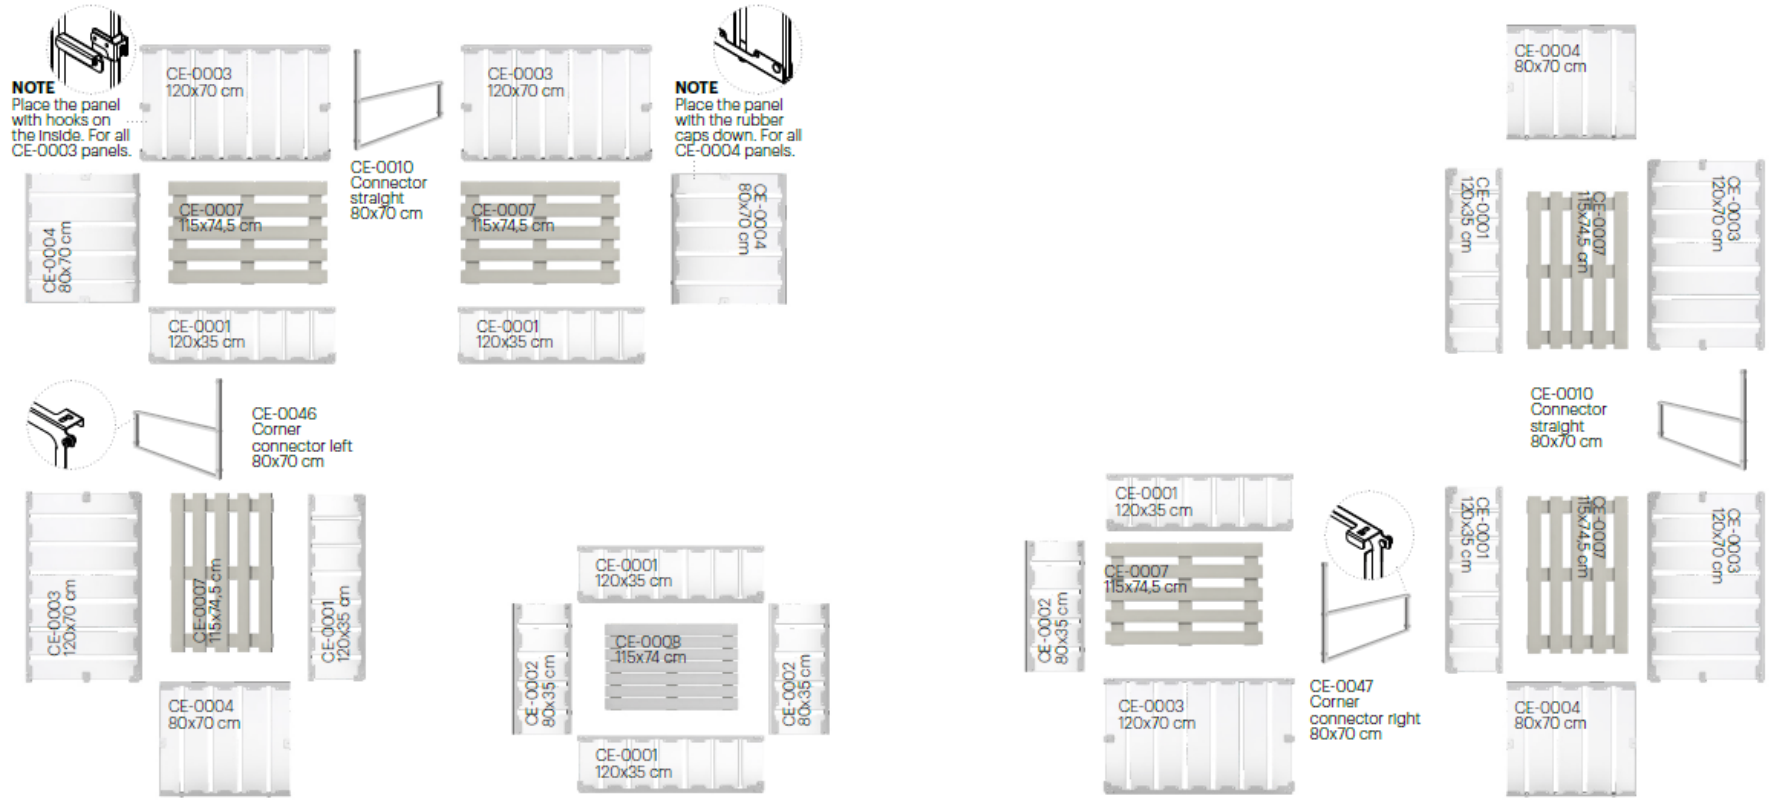 NOTE
Place the panel
with hooks on
the inside. For all
CE-0003 panels.
CE-0003
120x70 cm
CE-0010
Connector
straight
80x70 cm
CE-0003
120x70 cm
NOTE
Place the panel
with the rubber
caps down. For all
CE-0004 panels.
CE-0004
80x70 cm
CE-0007
115x74,5 cm
CE-0007
115x74,5 cm
CE-0004
80x70 cm
CE-0001
120x35 cm
CE-0001
120x35 cm
CE-0046
Corner
connector left
80x70 cm
CE-0003
120x70 cm
CE-0007
115x74,5 cm
CE-0001
120x35 cm
CE-0004
80x70 cm
CE-0001
120x35 cm
CE-0002
80x35 cm
CE-0008
115x74 cm
CE-0002
80x35 cm
CE-0001
120x35 cm
CE-0004
80x70 cm
CE-0001
120x35 cm
CE-0007
115x74,5 cm
CE-0003
120x70 cm
CE-0010
Connector
straight
80x70 cm
CE-0001
120x35 cm
CE-0002
80x35 cm
CE-0007
115x74,5 cm
CE-0003
120x70 cm
CE-0047
Corner
connector right
80x70 cm
CE-0001
120x35 cm
CE-0007
115x74,5 cm
CE-0003
120x70 cm
CE-0004
80x70 cm